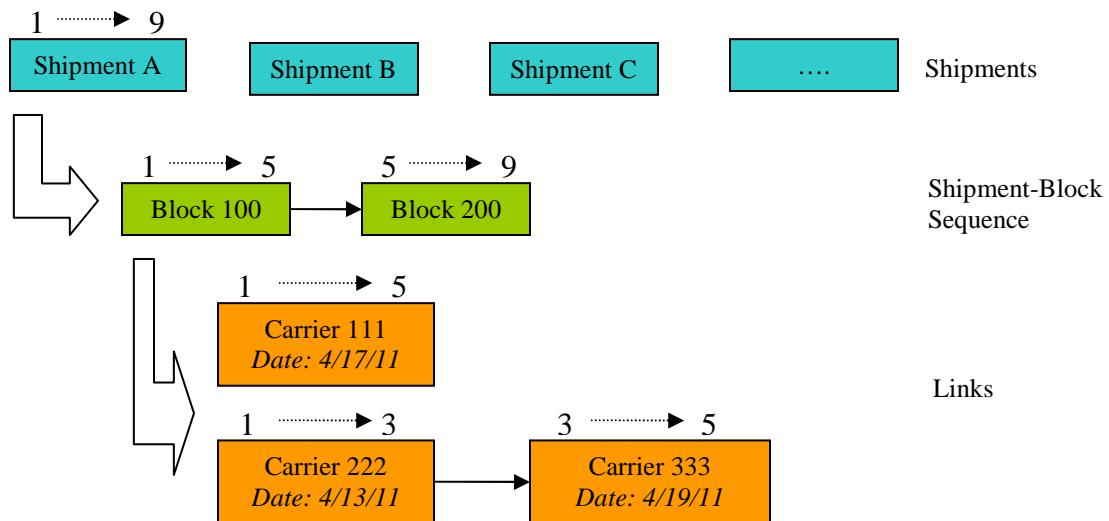 1 9
Shipment A
Shipment B
Shipment C
....
Shipments
1 5
5 9
Block 100
Block 200
Shipment-Block
Sequence
1 5
Carrier 111
Date: 4/17/11
Links
1 3
3 5
Carrier 222
Date: 4/13/11
Carrier 333
Date: 4/19/11